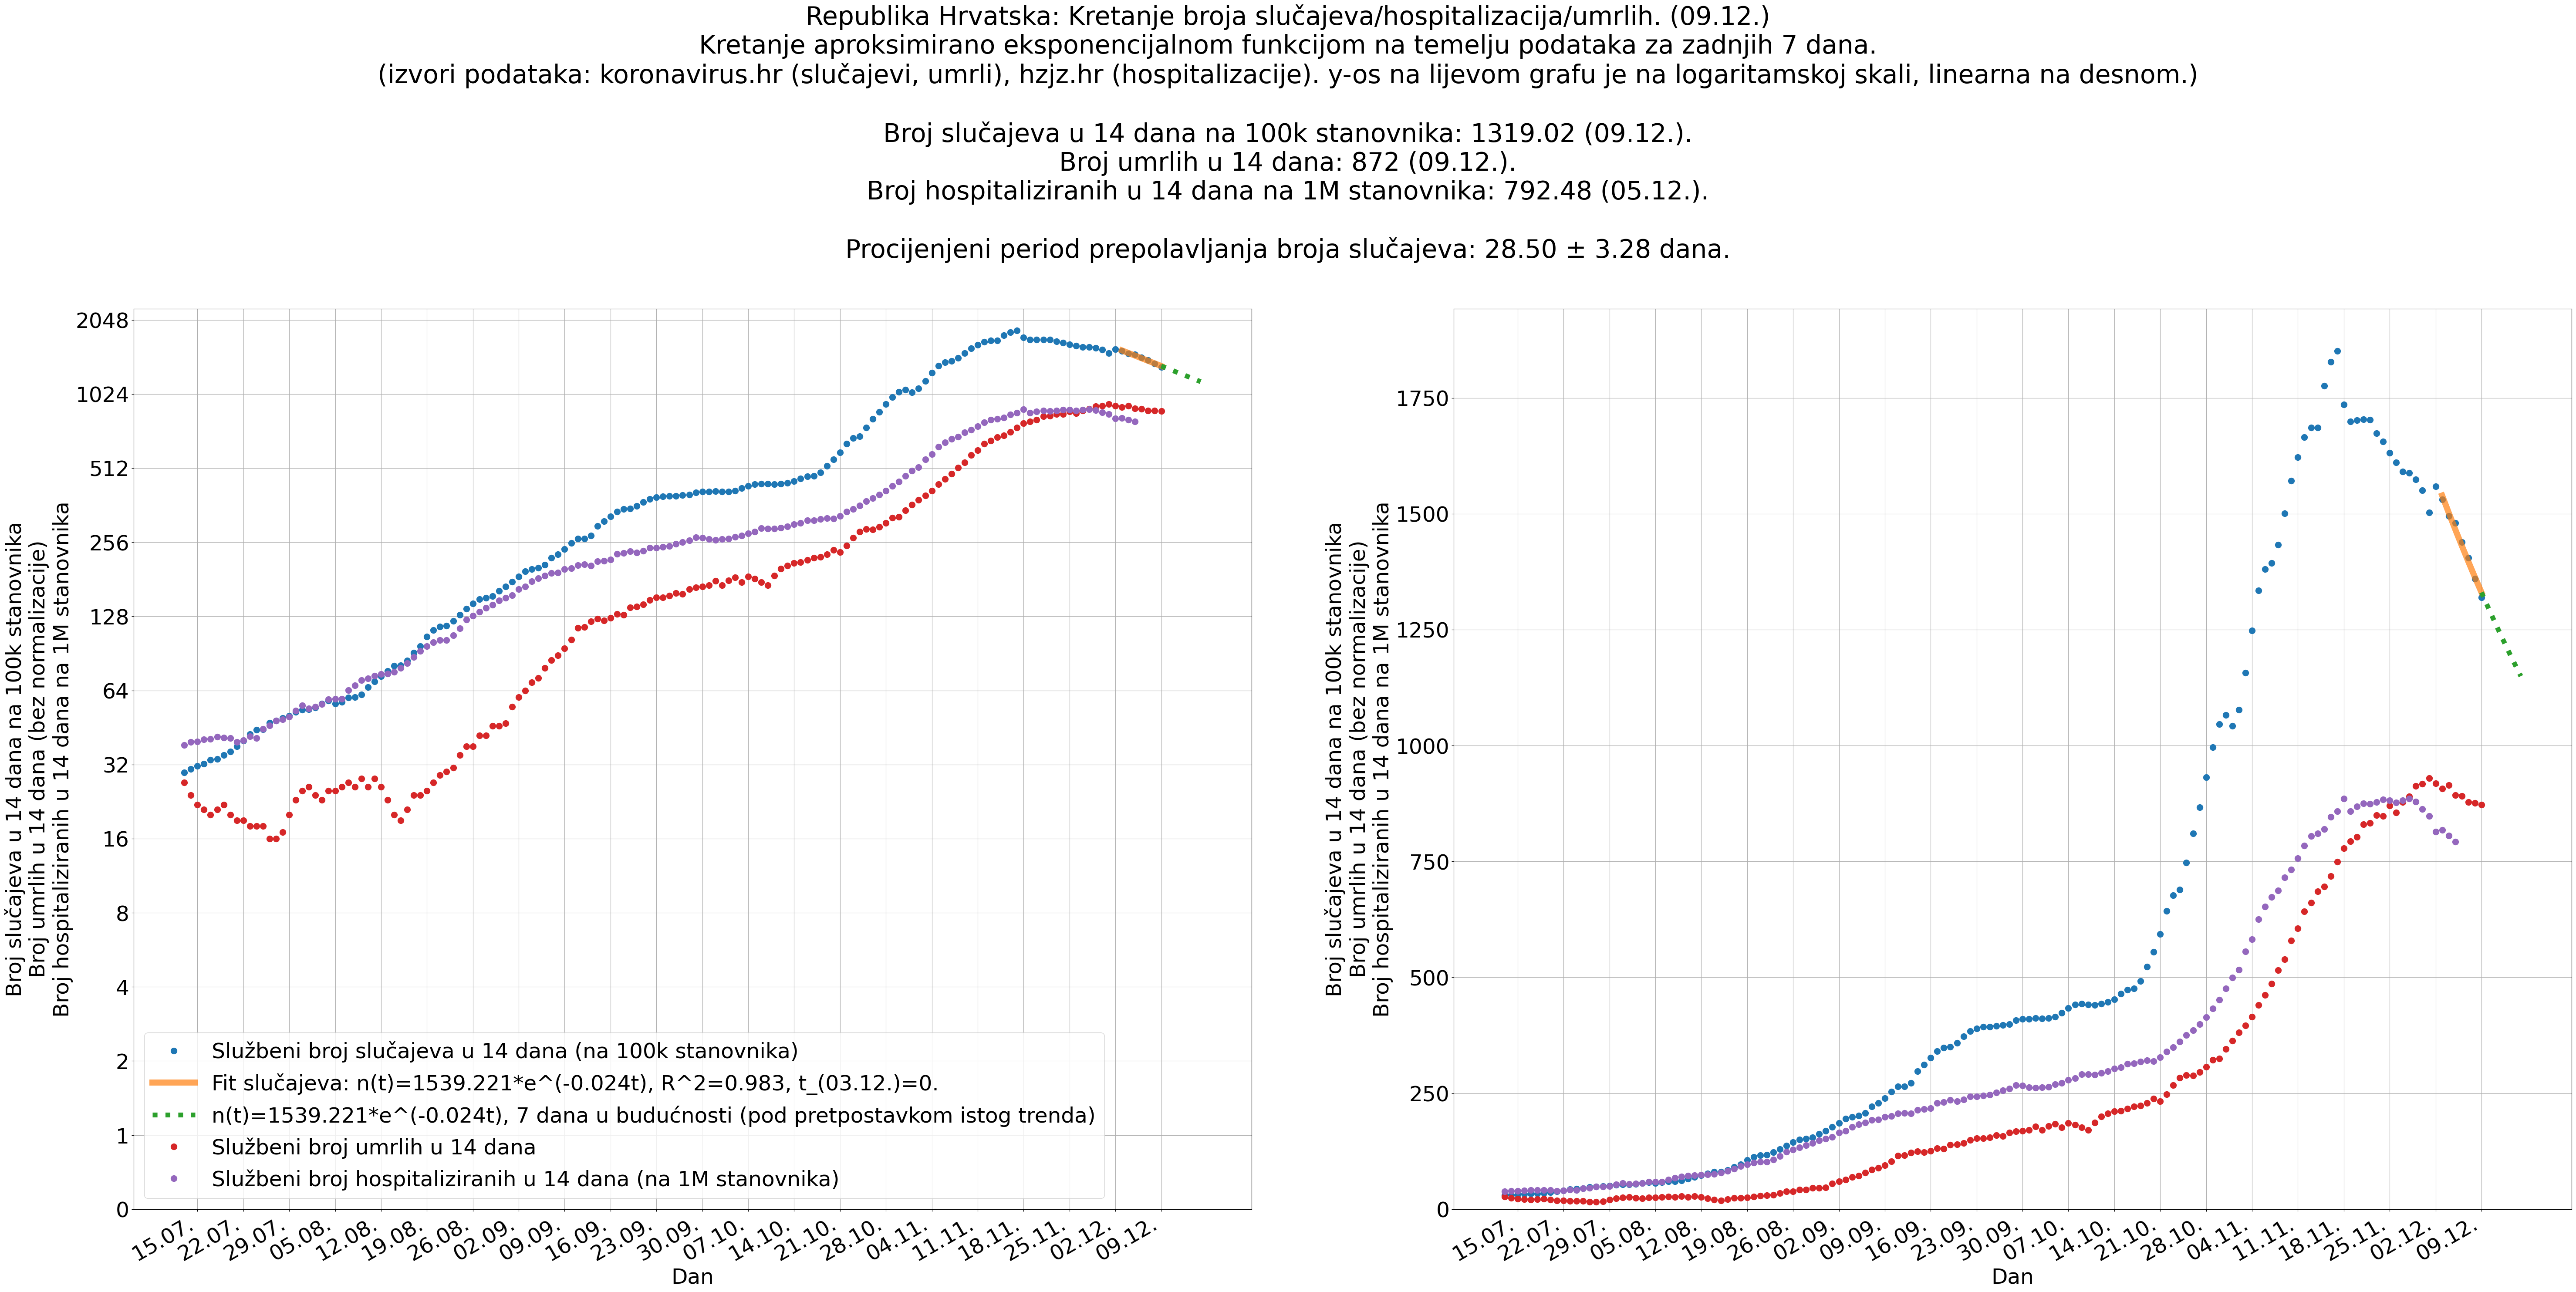 Republika Hrvatska: Kretanje broja slučajeva/hospitalizacija/umrlih. (09.12.)
Kretanje aproksimirano eksponencijalnom funkcijom na temelju podataka za zadnjih 7 dana.
(izvori podataka: koronavirus.hr (slučajevi, umrli), hzjz.hr (hospitalizacije). y-os na lijevom grafu je na logaritamskoj skali, linearna na desnom.)
Broj slučajeva u 14 dana na 100k stanovnika: 1319.02 (09.12.).
Broj umrlih u 14 dana: 872 (09.12.).
Broj hospitaliziranih u 14 dana na 1M stanovnika: 792.48 (05.12.).
Procijenjeni period prepolavljanja broja slučajeva: 28.50 ± 3.28 dana.
Broj slučajeva u 14 dana na 100k stanovnika
Broj umrlih u 14 dana (bez normalizacije)
Broj hospitaliziranih u 14 dana na 1M stanovnika
2048
1024
512
256
128
64
32
16
8
4
2
1
0
Službeni broj slučajeva u 14 dana (na 100k stanovnika)
Fit slučajeva: n(t)=1539.221*e^(-0.024t), R^2=0.983, t_(03.12.)=0.
n(t)=1539.221*e^(-0.024t), 7 dana u budućnosti (pod pretpostavkom istog trenda)
Službeni broj umrlih u 14 dana
Službeni broj hospitaliziranih u 14 dana (na 1M stanovnika)
15.07. 22.07. 29.07. 05.08. 12.08. 19.08. 26.08. 02.09. 09.09. 16.09. 23.09. 30.09. 07.10. 14.10. 21.10. 28.10. 04.11. 11.11. 18.11. 25.11. 02.12. 09.12.
Dan
Broj slučajeva u 14 dana na 100k stanovnika
Broj umrlih u 14 dana (bez normalizacije)
Broj hospitaliziranih u 14 dana na 1M stanovnika
1750
1500
1250
1000
750
500
250
0
15.07. 22.07. 29.07. 05.08. 12.08. 19.08. 26.08. 02.09. 09.09. 16.09. 23.09. 30.09. 07.10. 14.10. 21.10. 28.10. 04.11. 11.11. 18.11. 25.11. 02.12. 09.12.
Dan